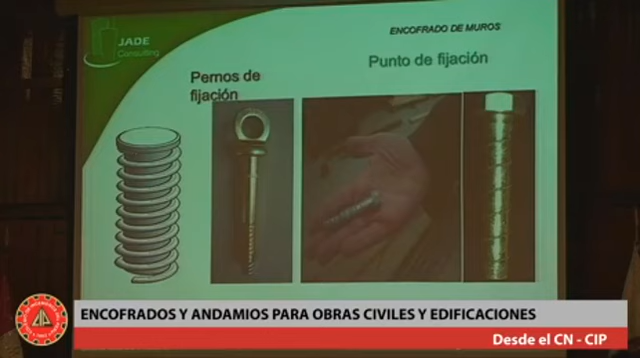 JADE
Consulting
ENCOFRADO DE MUROS
Punto de fijación
Pernos de
fijación
ENCOFRADOS Y ANDAMIOS PARA OBRAS CIVILES Y EDIFICACIONES
Desde el CN - CIP